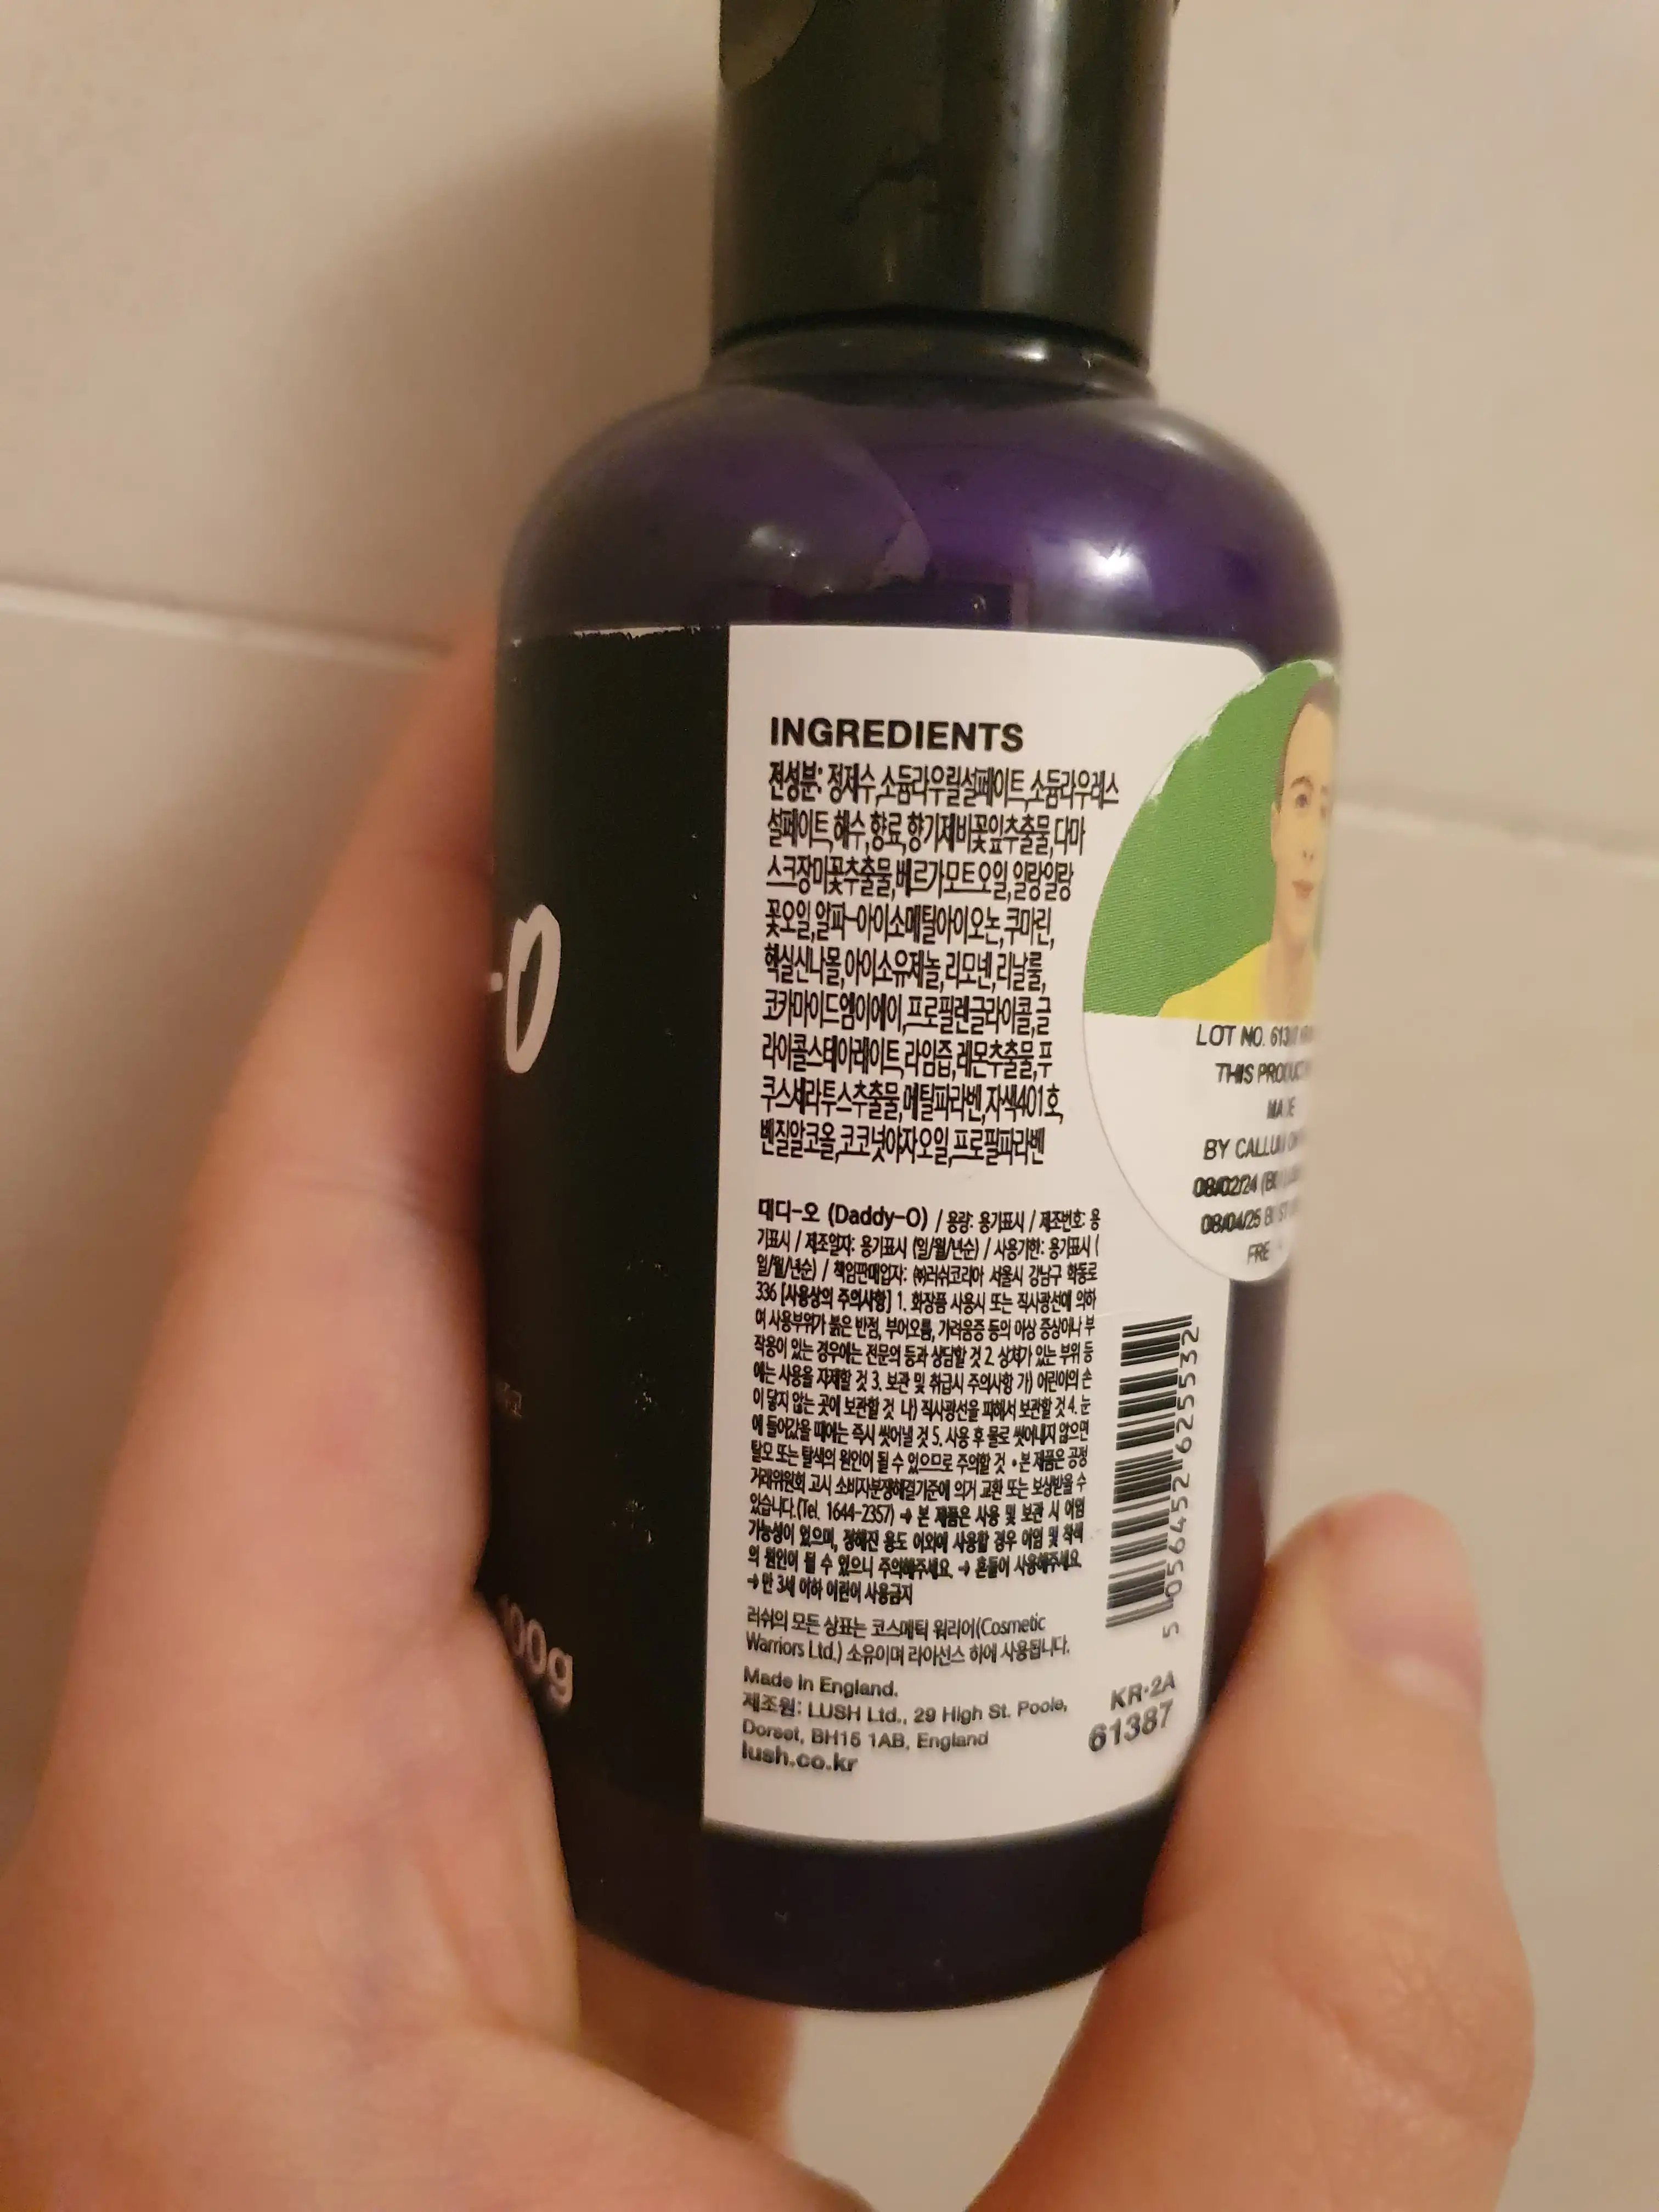 -O
00g
INGREDIENTS
전성분: 정제수,소듐라우릴설페이트,소듐라우레스
설페이트,해수,향료,향기제비꽃잎추출물,다마
스크장미꽃추출물,베르가모트오일,일랑일랑
꽃오일,알파-아이소메틸아이오논,쿠마린,
헥실신나몰,아이소유제놀,리모넨,리날룰,
코카마이드엠이에이,프로필렌글라이콜,글
라이콜스테아레이트,라임즙,레몬추출물,푸
쿠스세라투스추출물,메틸파라벤,자색401호,
벤질알코올,코코넛야자오일,프로필파라벤
대디-오 (Daddy-O) / 용량: 용기표시 / 제조번호: 용
기표시 / 제조일자: 용기표시 (일/월/년순) / 사용기한: 용기표시 (
일/월/년순) / 책임판매업자: ㈜러쉬코리아 서울시 강남구 학동로
336 [사용상의 주의사항] 1. 화장품 사용시 또는 직사광선에 의하
여 사용부위가 붉은 반점, 부어오름, 가려움증 등의 이상 증상이나 부
작용이 있는 경우에는 전문의 등과 상담할 것 2. 상처가 있는 부위 등
에는 사용을 자제할 것 3. 보관 및 취급시 주의사항 가) 어린이의 손
이 닿지 않는 곳에 보관할 것 나) 직사광선을 피해서 보관할 것 4. 눈
에 들어갔을 때에는 즉시 씻어낼 것 5. 사용 후 물로 씻어내지 않으면
탈모 또는 탈색의 원인이 될 수 있으므로 주의할 것 • 본 제품은 공정
거래위원회 고시 소비자분쟁해결기준에 의거 교환 또는 보상받을 수
있습니다.(Tel. 1644-2357) → 본 제품은 사용 및 보관 시 이염
가능성이 있으며, 정해진 용도 이외에 사용할 경우 이염 및 착색
의 원인이 될 수 있으니 주의해주세요. → 흔들어 사용해주세요.
→ 만 3세 이하 어린이 사용금지
러쉬의 모든 상표는 코스메틱 워리어(Cosmetic
Warriors Ltd.) 소유이며 라이선스 하에 사용됩니다.
Made in England.
제조원: LUSH Ltd., 29 High St. Poole,
Dorset, BH15 1AB, England
lush.co.kr
5 056452 625532
KR·2A
61387
LOT NO.
THIS
BY
08/02/24
08/04/25